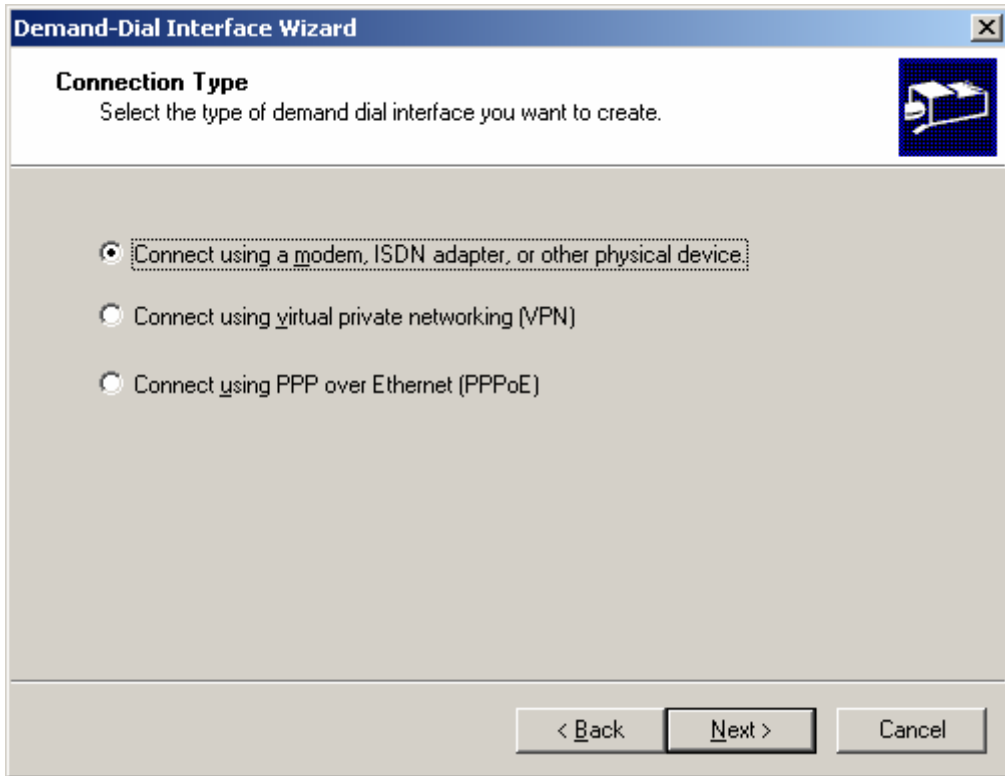 Demand-Dial Interface Wizard
Connection Type
Select the type of demand dial interface you want to create.
Connect using a modem, ISDN adapter, or other physical device.
Connect using virtual private networking (VPN)
Connect using PPP over Ethernet (PPPoE)
< Back Next > Cancel